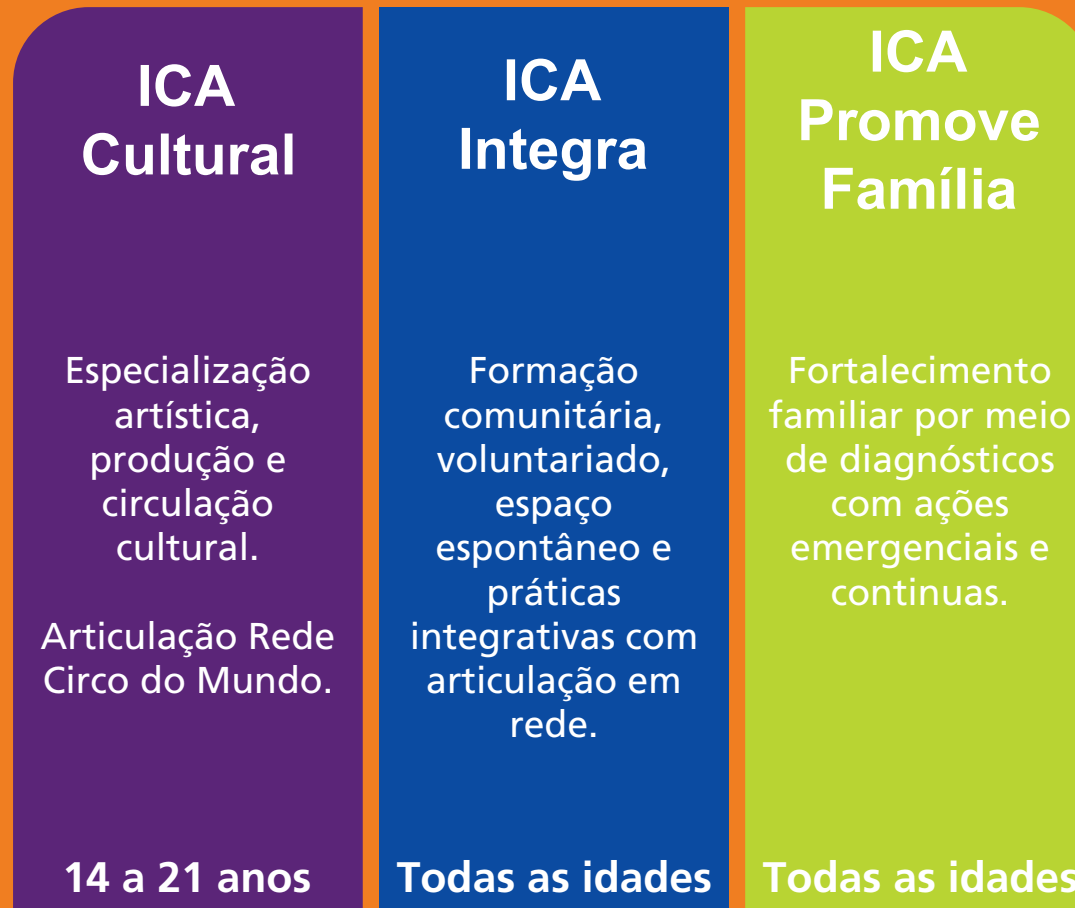 ICA
Cultural
Especialização
artística,
produção e
circulação
cultural.
Articulação Rede
Circo do Mundo.
14 a 21 anos
ICA
Integra
Formação
comunitária,
voluntariado,
espaço
espontâneo e
práticas
integrativas com
articulação em
rede.
Todas as idades
ICA
Promove
Família
Fortalecimento
familiar por meio
de diagnósticos
com ações
emergenciais e
continuas.
Todas as idades